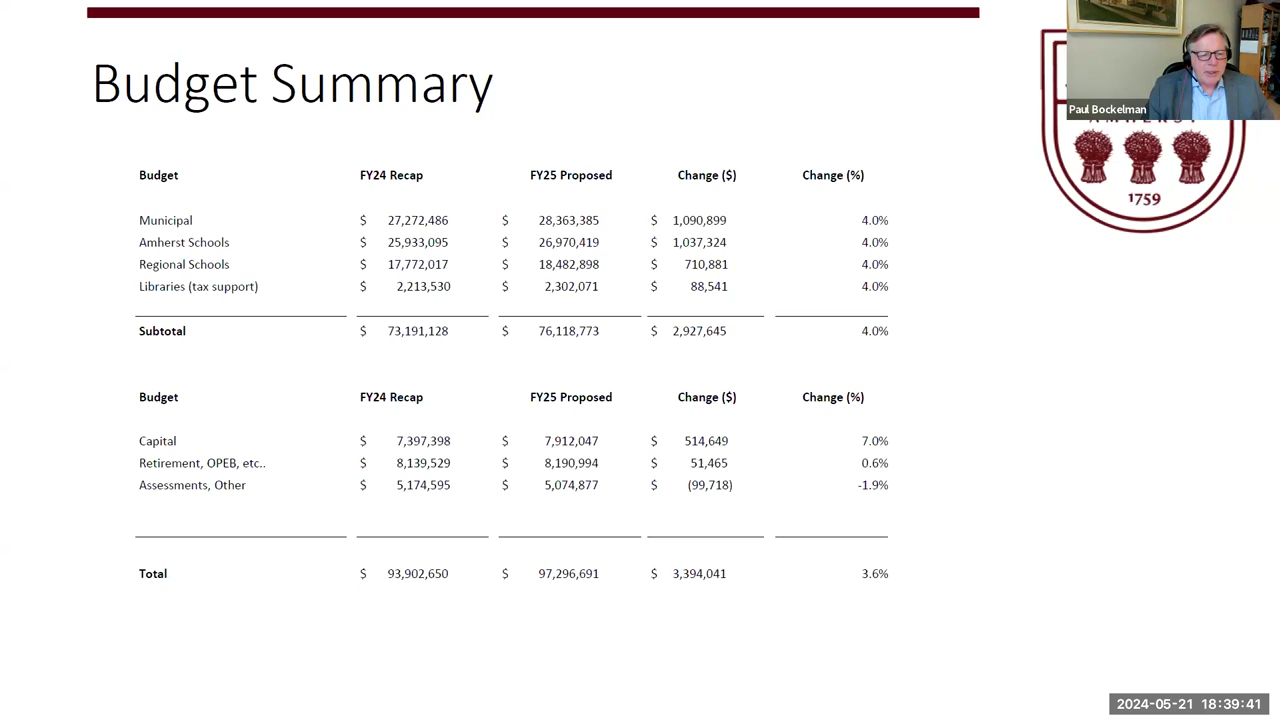 Budget Summary
Paul Bockelman
1759
Budget FY24 Recap FY25 Proposed Change ($) Change (%)
Municipal $ 27,272,486 $ 28,363,385 $ 1,090,899 4.0%
Amherst Schools $ 25,933,095 $ 26,970,419 $ 1,037,324 4.0%
Regional Schools $ 17,772,017 $ 18,482,898 $ 710,881 4.0%
Libraries (tax support) $ 2,213,530 $ 2,302,071 $ 88,541 4.0%
Subtotal $ 73,191,128 $ 76,118,773 $ 2,927,645 4.0%
Budget FY24 Recap FY25 Proposed Change ($) Change (%)
Capital $ 7,397,398 $ 7,912,047 $ 514,649 7.0%
Retirement, OPEB, etc.. $ 8,139,529 $ 8,190,994 $ 51,465 0.6%
Assessments, Other $ 5,174,595 $ 5,074,877 $ (99,718) -1.9%
Total $ 93,902,650 $ 97,296,691 $ 3,394,041 3.6%
2024-05-21 18:39:41